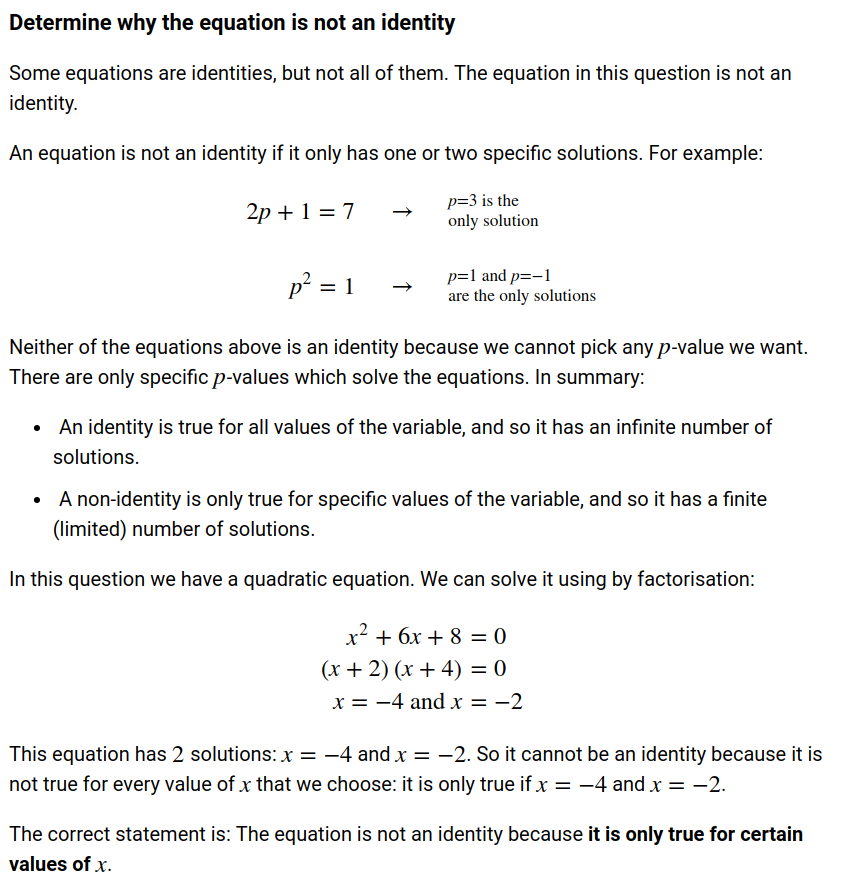 Determine why the equation is not an identity
Some equations are identities, but not all of them. The equation in this question is not an
identity.
An equation is not an identity if it only has one or two specific solutions. For example:
2p + 1 = 7 → p=3 is the
only solution
p² = 1 → p=1 and p=−1
are the only solutions
Neither of the equations above is an identity because we cannot pick any p-value we want.
There are only specific p-values which solve the equations. In summary:
• An identity is true for all values of the variable, and so it has an infinite number of
solutions.
• A non-identity is only true for specific values of the variable, and so it has a finite
(limited) number of solutions.
In this question we have a quadratic equation. We can solve it using by factorisation:
x² + 6x + 8 = 0
(x + 2) (x + 4) = 0
x = −4 and x = −2
This equation has 2 solutions: x = −4 and x = −2. So it cannot be an identity because it is
not true for every value of x that we choose: it is only true if x = −4 and x = −2.
The correct statement is: The equation is not an identity because it is only true for certain
values of x.